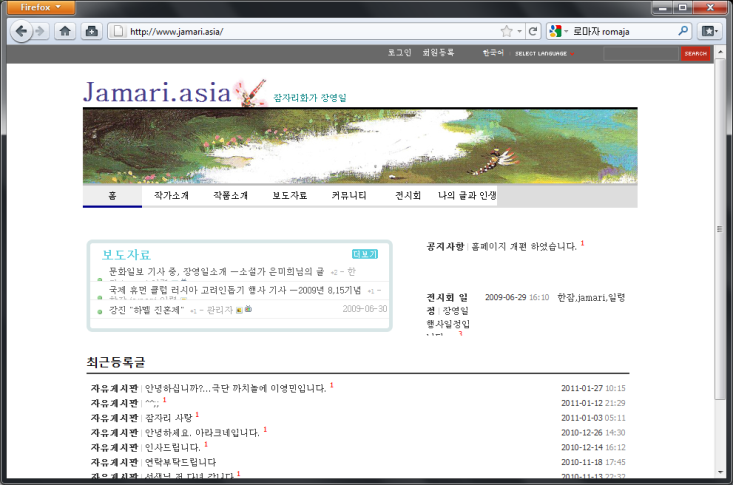 Firefox
http://www.jamari.asia/
로마자 romaja
로그인 회원등록 한국어 SELECT LANGUAGE SEARCH
Jamari.asia 잠자리화가 장영일
홈 작가소개 작품소개 보도자료 커뮤니티 전시회 나의 글과 인생
보도자료 더보기
문화일보 기사 중, 장영일소개 —소설가 은미희님의 글 +2 - 한
국제 휴먼 클럽 러시아 고려인돕기 행사 기사 —2009년 8,15기념 +1 -
강진 "하멜 진혼제" +1 - 관리자 2009-06-30
공지사항 | 홈페이지 개편 하였습니다. 1
전시회 일정 | 장영일 행사일정입니다. 3
2009-06-29 16:10 한잠,jamari,일령
최근등록글
자유게시판 | 안녕하십니까?...극단 까치놀에 이영민입니다. 1 2011-01-27 10:15
자유게시판 | ^^;; 1 2011-01-12 21:29
자유게시판 | 잠자리 사랑 1 2011-01-03 05:11
자유게시판 | 안녕하세요. 아라크네입니다. 1 2010-12-26 14:30
자유게시판 | 인사드립니다. 1 2010-12-14 16:12
자유게시판 | 연락부탁드립니다 2010-11-18 17:45
자유게시판 | 선생님 저 다녀 갑니다 1 2010-11-13 22:32